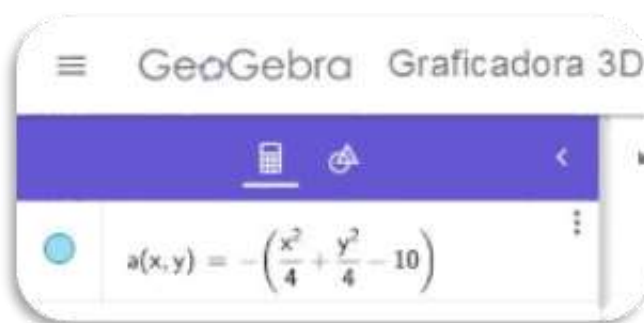 GeoGebra Graficadora 3D
a(x, y) = −(x²/4 + y²/4 − 10)